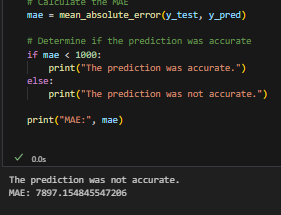 # Calculate the MAE
mae = mean_absolute_error(y_test, y_pred)
# Determine if the prediction was accurate
if mae < 1000:
print("The prediction was accurate.")
else:
print("The prediction was not accurate.")
print("MAE:", mae)
0.0s
The prediction was not accurate.
MAE: 7897.154845547206